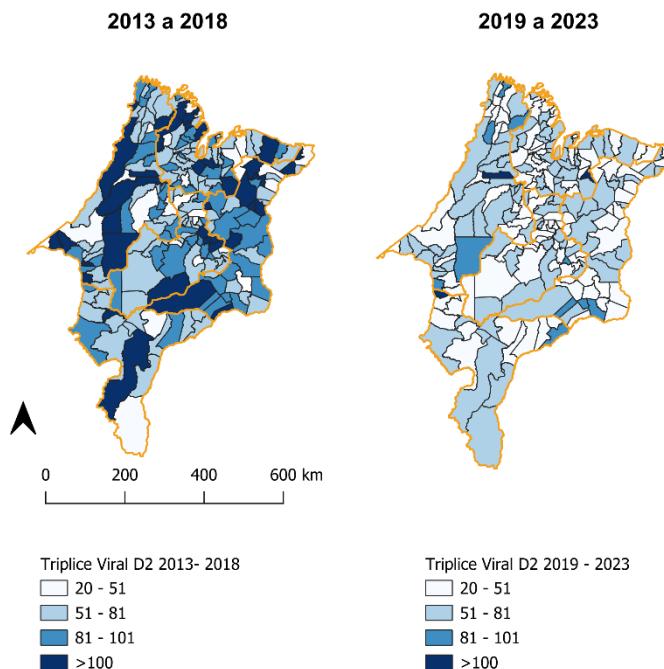 2013 a 2018
2019 a 2023
0 200 400 600 km
Triplice Viral D2 2013- 2018
20 - 51
51 - 81
81 - 101
>100
Triplice Viral D2 2019 - 2023
20 - 51
51 - 81
81 - 101
>100